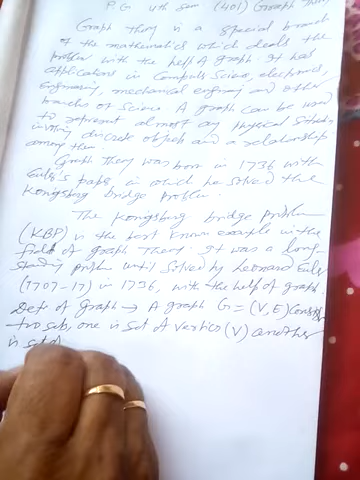 P.G 4th sem (401) Graph Theory
Graph Theory is a special branch
of the mathematics which deals the
problem with the help of graph. It has
applications in Computer Science, electronics,
engineering, mechanical engineering and other
branches of Science A graph can be used
to represent almost any physical situation
involving discrete objects and a relationship
among them.
Graph Theory was born in 1736 with
Euler's paper in which he solved the
Konigsburg bridge problem.
The Konigsburg bridge problem
(KBP) is the best known example in the
field of graph Theory. It was a long
standing problem until solved by Leonard Euler
(1707-17) in 1736, with the help of graph
Defn of Graph → A graph G = (V, E) consists
two sets, one is set of vertices (V) another
is set of